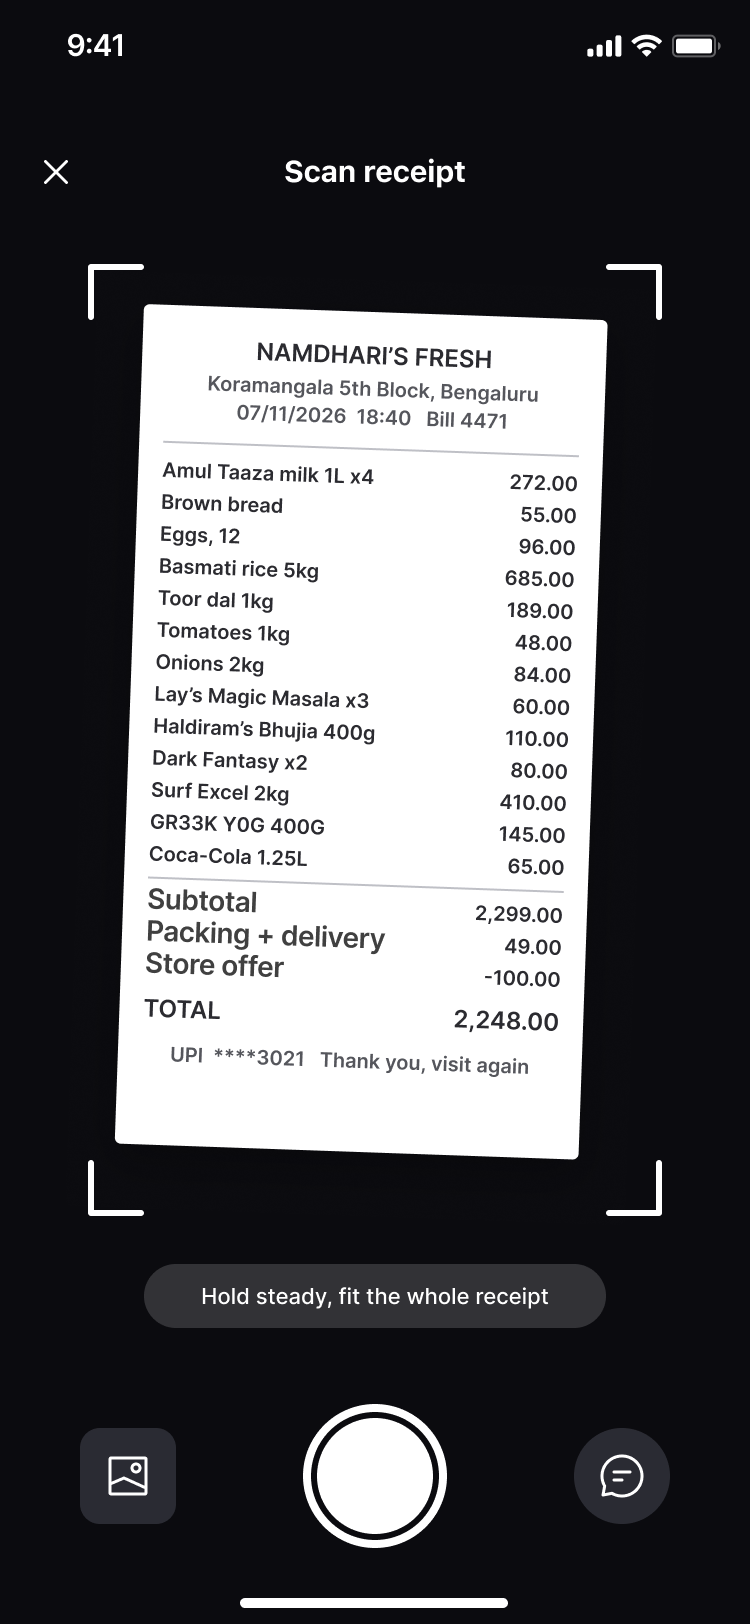 9:41
Scan receipt
NAMDHARI’S FRESH
Koramangala 5th Block, Bengaluru
07/11/2026 18:40 Bill 4471
Amul Taaza milk 1L x4 272.00
Brown bread 55.00
Eggs, 12 96.00
Basmati rice 5kg 685.00
Toor dal 1kg 189.00
Tomatoes 1kg 48.00
Onions 2kg 84.00
Lay’s Magic Masala x3 60.00
Haldiram’s Bhujia 400g 110.00
Dark Fantasy x2 80.00
Surf Excel 2kg 410.00
GR33K Y0G 400G 145.00
Coca-Cola 1.25L 65.00
Subtotal 2,299.00
Packing + delivery 49.00
Store offer -100.00
TOTAL 2,248.00
UPI ****3021 Thank you, visit again
Hold steady, fit the whole receipt